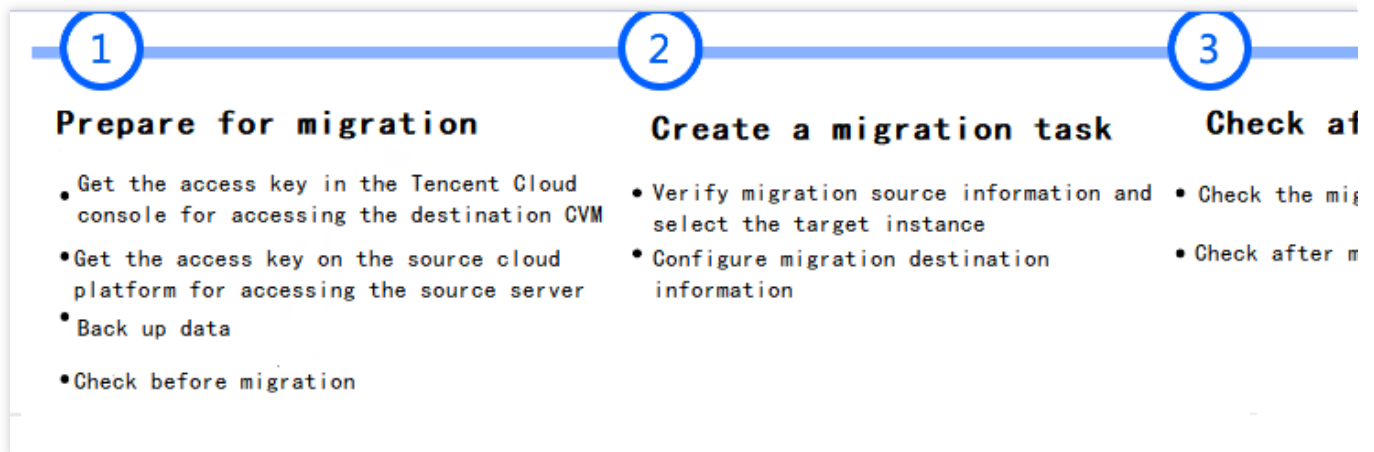 1
Prepare for migration
Get the access key in the Tencent Cloud
console for accessing the destination CVM
Get the access key on the source cloud
platform for accessing the source server
Back up data
Check before migration
2
Create a migration task
Verify migration source information and
select the target instance
Configure migration destination
information
3
Check
Check the
Check after